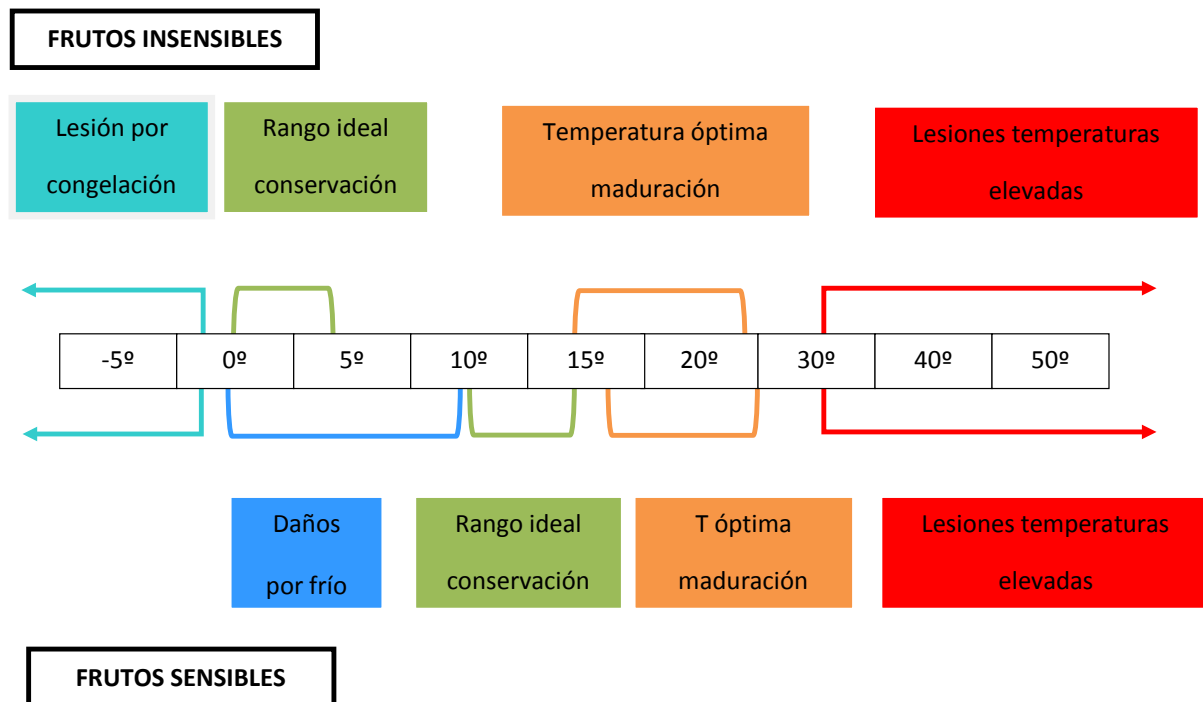 FRUTOS INSENSIBLES
Lesión por
congelación
Rango ideal
conservación
Temperatura óptima
maduración
Lesiones temperaturas
elevadas
-5º 0º 5º 10º 15º 20º 30º 40º 50º
Daños
por frío
Rango ideal
conservación
T óptima
maduración
Lesiones temperaturas
elevadas
FRUTOS SENSIBLES